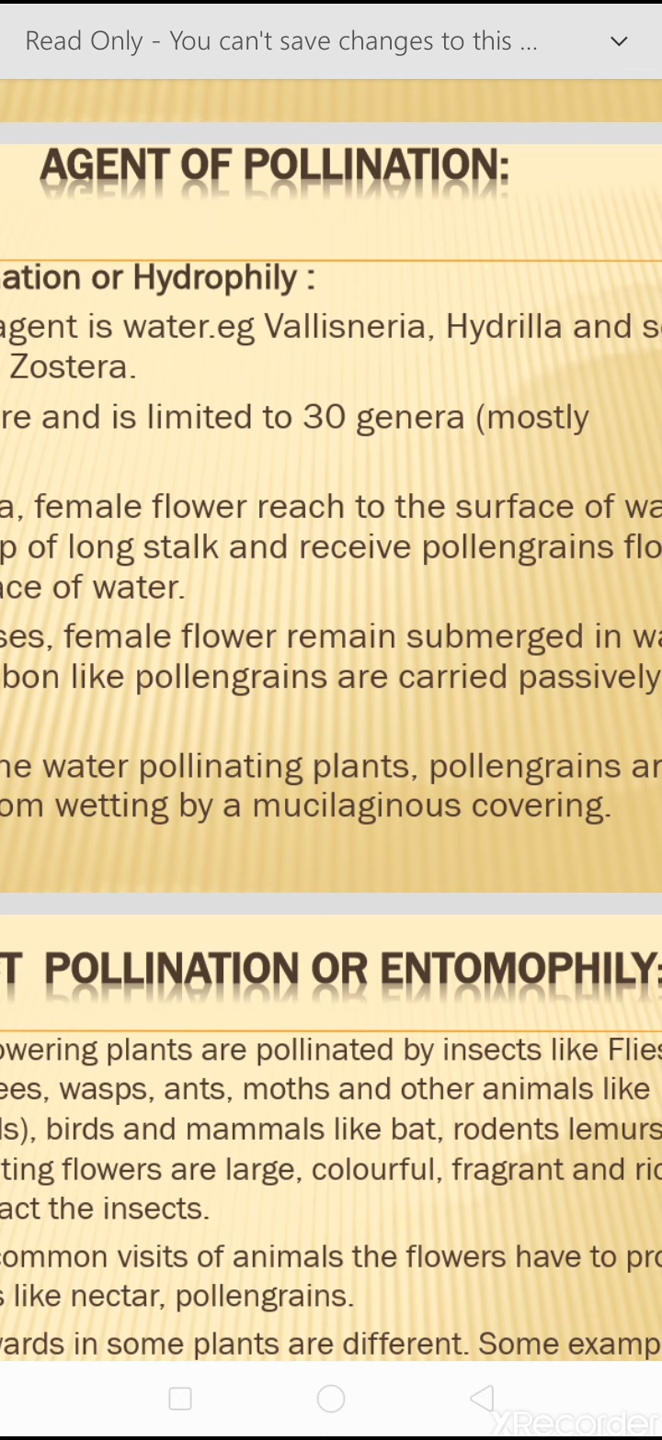 Read Only - You can't save changes to this ...
AGENT OF POLLINATION:
ation or Hydrophily :
agent is water.eg Vallisneria, Hydrilla and s
Zostera.
re and is limited to 30 genera (mostly
a, female flower reach to the surface of wa
p of long stalk and receive pollengrains flo
ace of water.
ses, female flower remain submerged in wa
bon like pollengrains are carried passively
ne water pollinating plants, pollengrains ar
om wetting by a mucilaginous covering.
T POLLINATION OR ENTOMOPHILY:
owering plants are pollinated by insects like Flies
ees, wasps, ants, moths and other animals like
ls), birds and mammals like bat, rodents lemurs
ting flowers are large, colourful, fragrant and ric
act the insects.
common visits of animals the flowers have to pro
s like nectar, pollengrains.
vards in some plants are different. Some examp
XRecorder